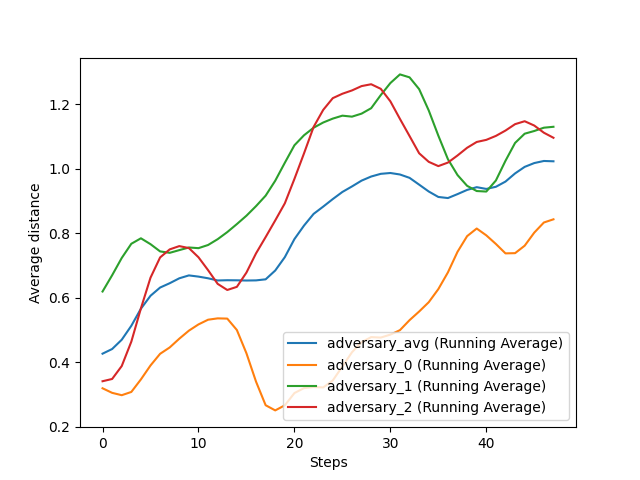 1.2
1.0
0.8
0.6
0.4
0.2
Average distance
adversary_avg (Running Average)
adversary_0 (Running Average)
adversary_1 (Running Average)
adversary_2 (Running Average)
0 10 20 30 40
Steps